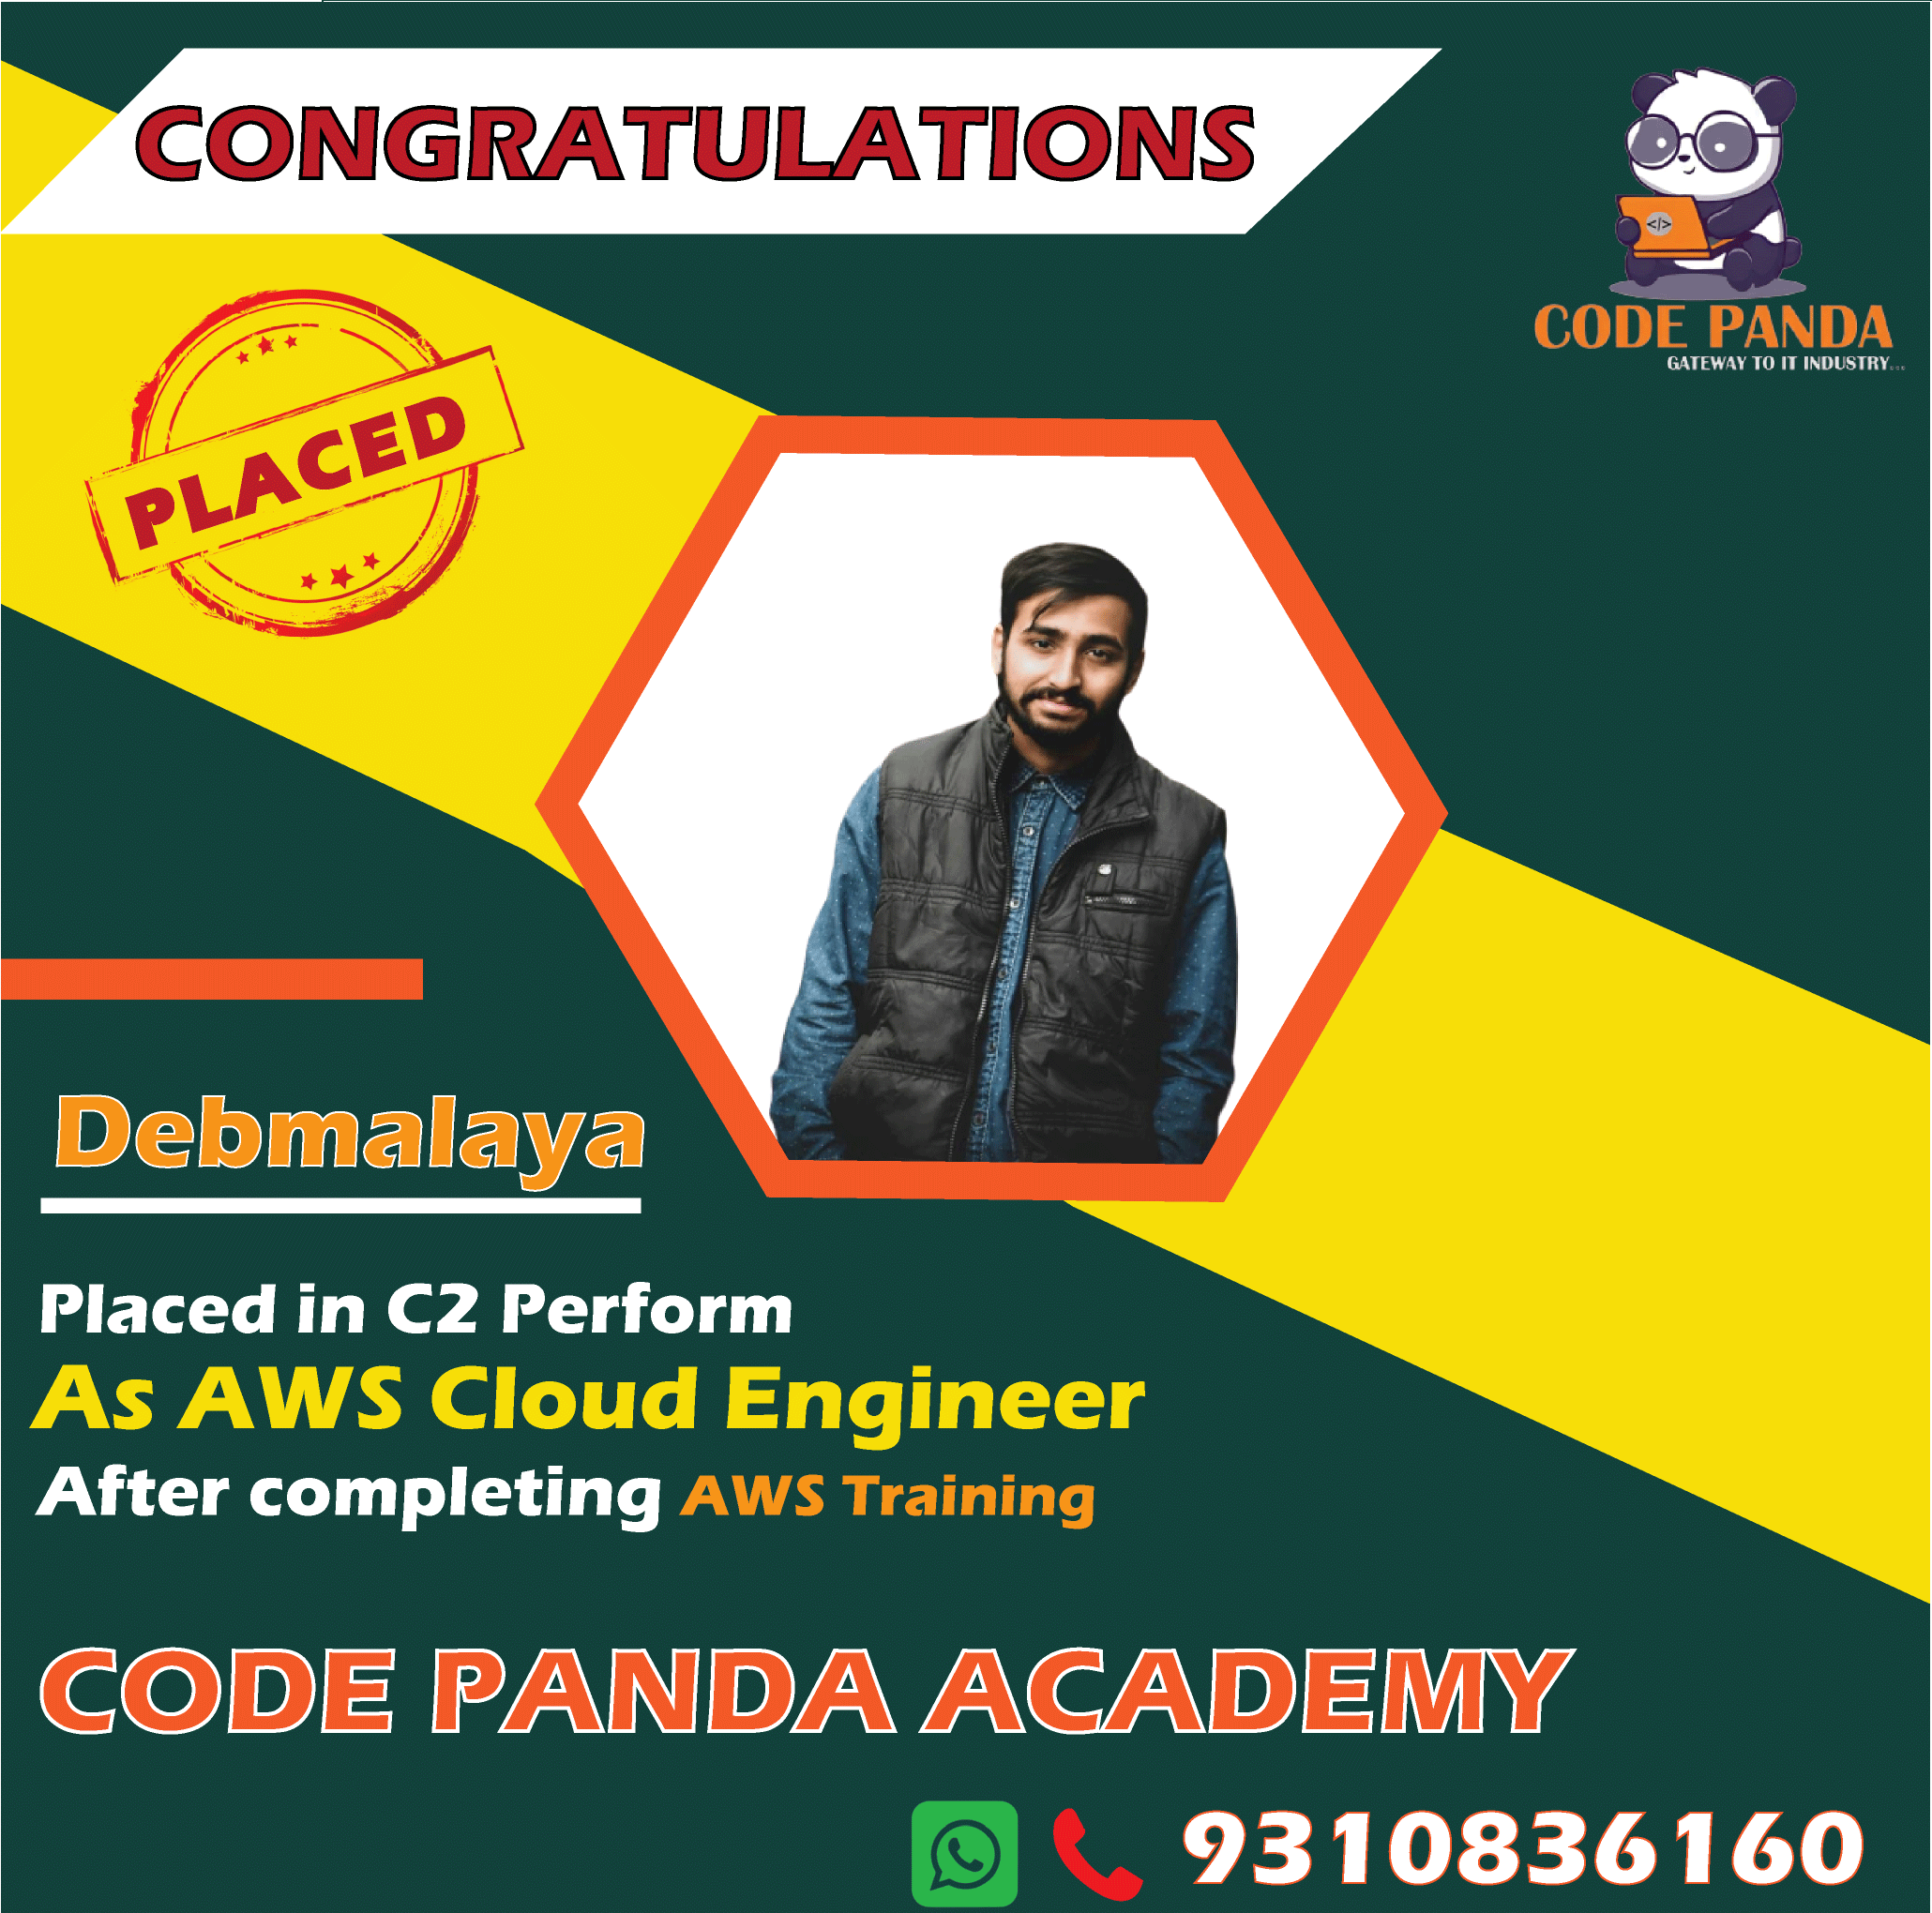 CONGRATULATIONS
</>
CODE PANDA
GATEWAY TO IT INDUSTRY...
PLACED
Debmalaya
Placed in C2 Perform
As AWS Cloud Engineer
After completing AWS Training
CODE PANDA ACADEMY
9310836160